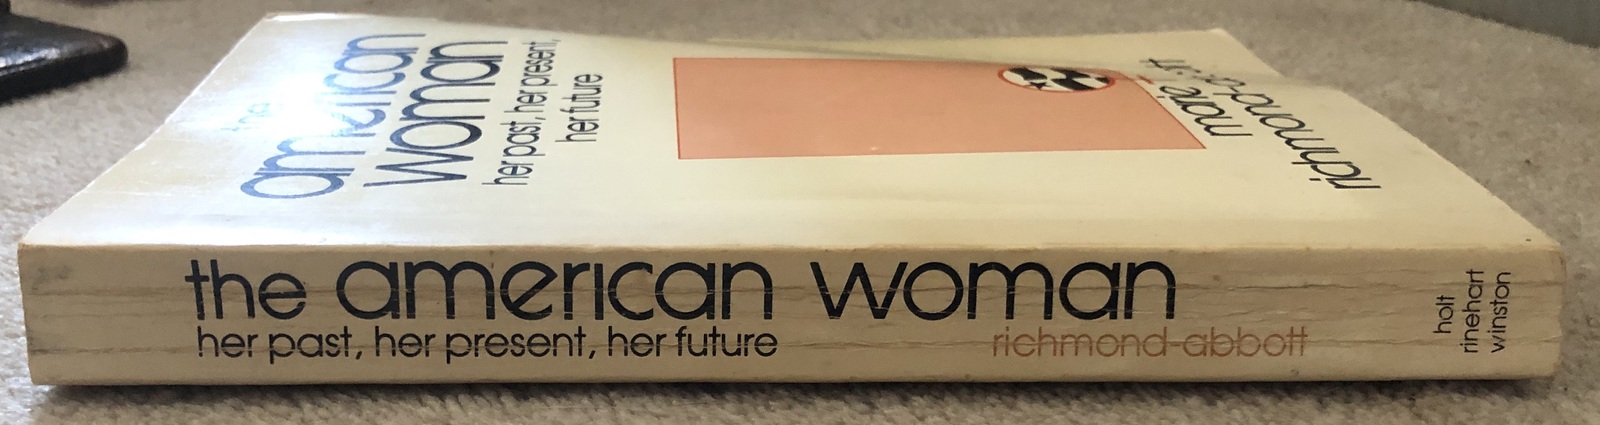 the
american
woman
her past, her present,
her future
marie
richmond-abbott
the american woman
her past, her present, her future
richmond-abbott
holt
rinehart
winston